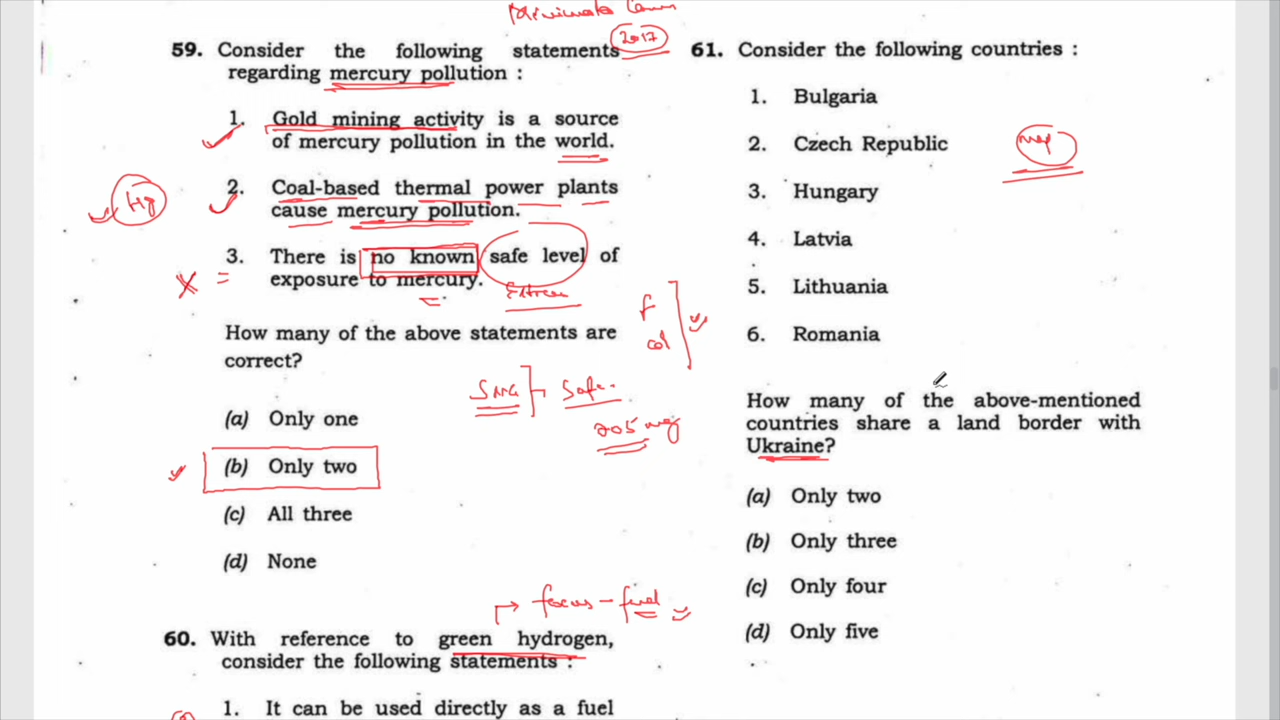 2017
59. Consider the following statements
regarding mercury pollution :
1. Gold mining activity is a source
of mercury pollution in the world.
Hg
2. Coal-based thermal power plants
cause mercury pollution.
3. There is no known safe level of
exposure to mercury.
How many of the above statements are
correct?
Safe.
(a) Only one
(b) Only two
(c) All three
(d) None
focus - fuel
60. With reference to green hydrogen,
consider the following statements :
1. It can be used directly as a fuel
61. Consider the following countries :
1. Bulgaria
2. Czech Republic
map
3. Hungary
4. Latvia
5. Lithuania
6. Romania
How many of the above-mentioned
countries share a land border with
Ukraine?
(a) Only two
(b) Only three
(c) Only four
(d) Only five